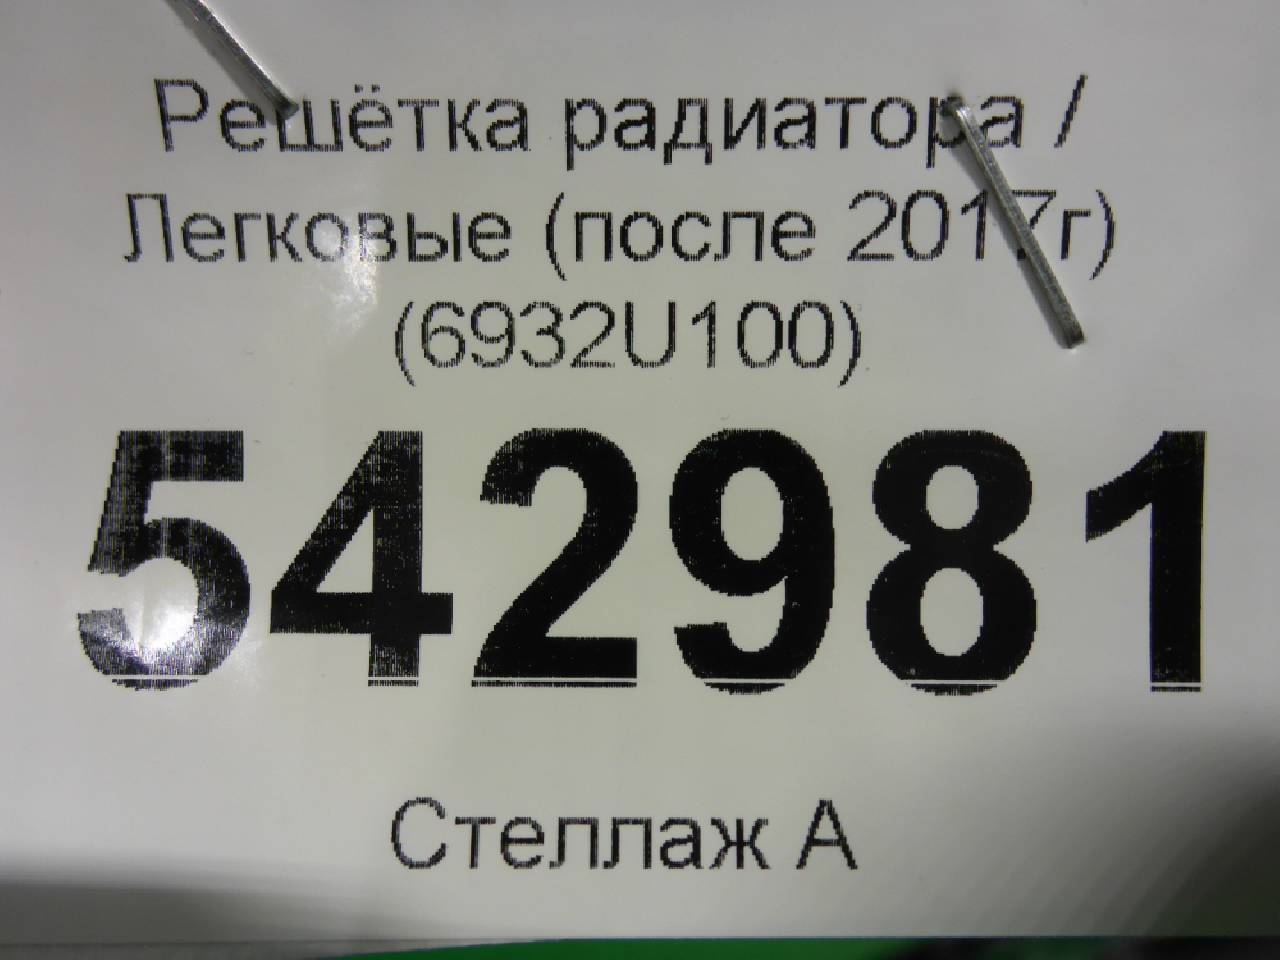 Решётка радиатора /
Легковые (после 2017г)
(6932U100)
542981
Стеллаж А